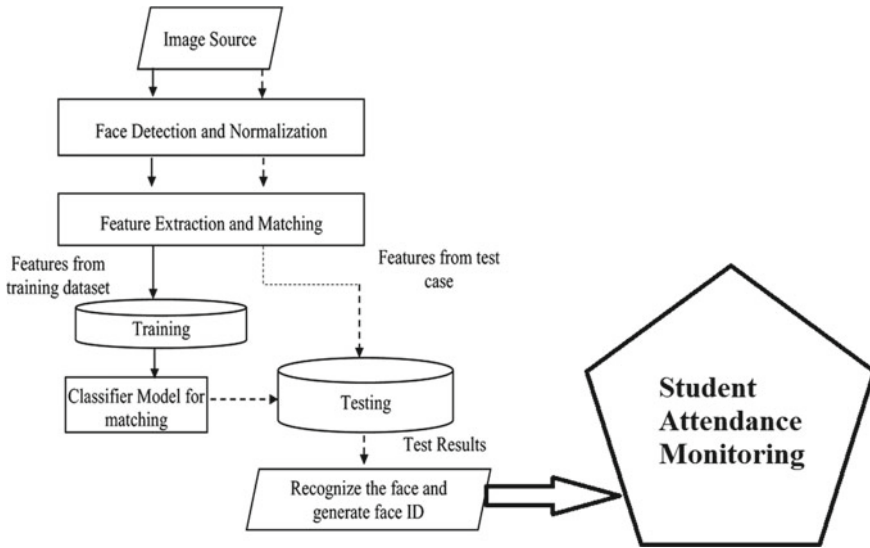 Image Source
Face Detection and Normalization
Feature Extraction and Matching
Features from
training dataset
Features from test
case
Training
Classifier Model for
matching
Testing
Test Results
Recognize the face and
generate face ID
Student
Attendance
Monitoring